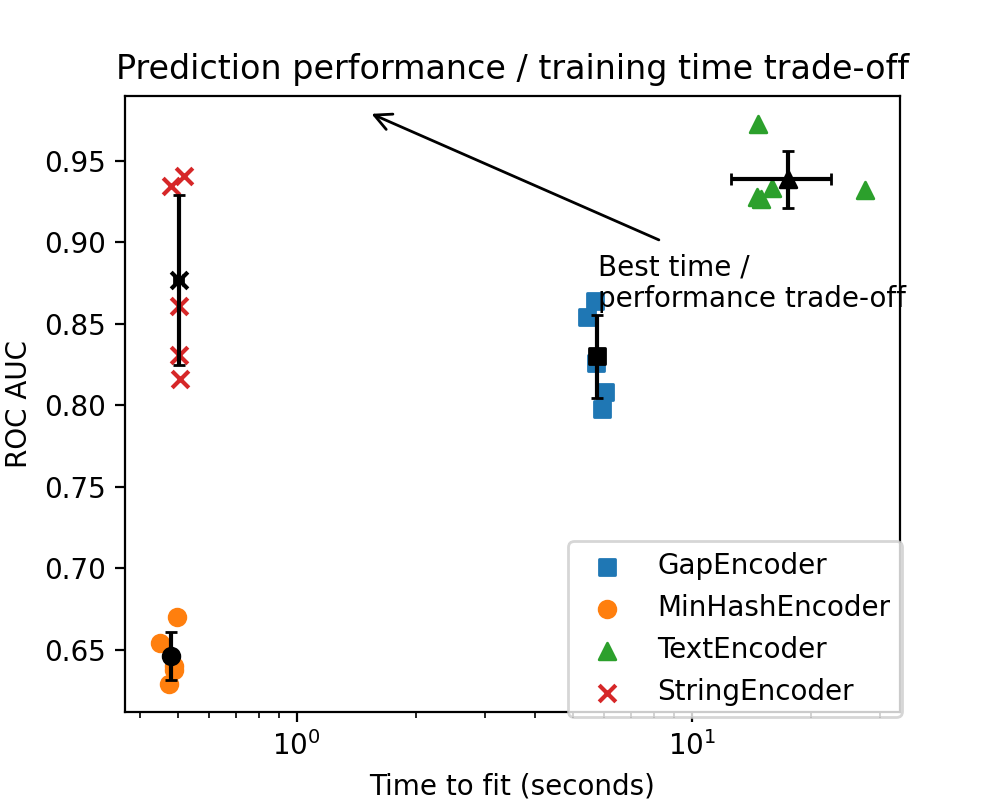 Prediction performance / training time trade-off
0.95
0.90
0.85
0.80
0.75
0.70
0.65
ROC AUC
Best time /
performance trade-off
GapEncoder
MinHashEncoder
TextEncoder
StringEncoder
10⁰
10¹
Time to fit (seconds)